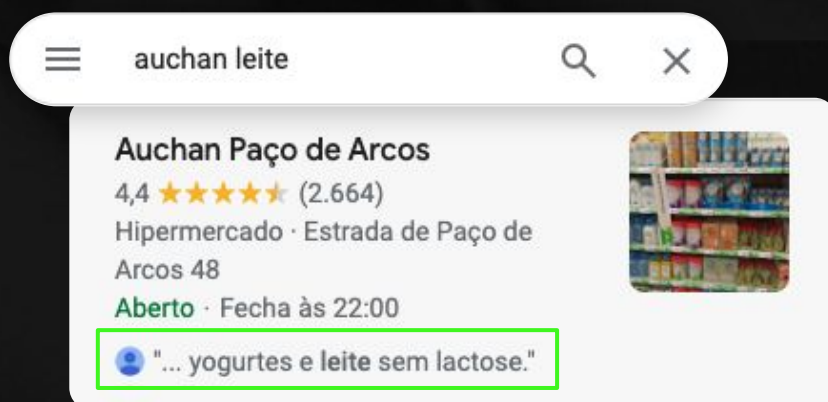 auchan leite
Auchan Paço de Arcos
4,4 (2.664)
Hipermercado · Estrada de Paço de
Arcos 48
Aberto · Fecha às 22:00
"... yogurtes e leite sem lactose."